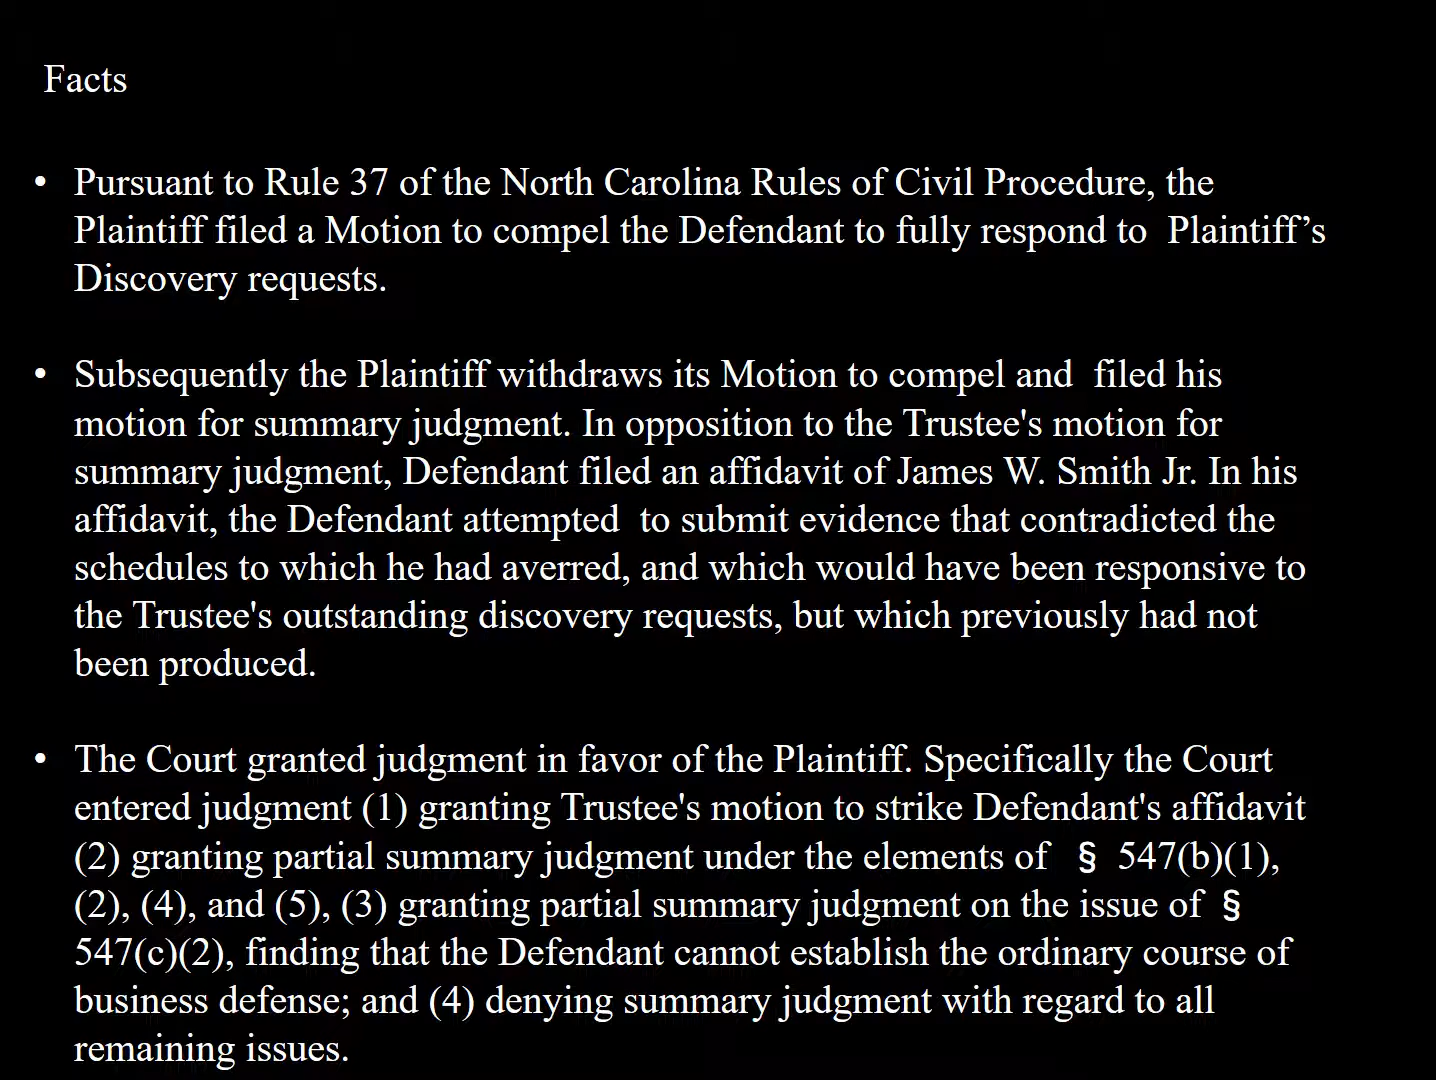 Facts
• Pursuant to Rule 37 of the North Carolina Rules of Civil Procedure, the
Plaintiff filed a Motion to compel the Defendant to fully respond to  Plaintiff’s
Discovery requests.
• Subsequently the Plaintiff withdraws its Motion to compel and  filed his
motion for summary judgment. In opposition to the Trustee's motion for
summary judgment, Defendant filed an affidavit of James W. Smith Jr. In his
affidavit, the Defendant attempted  to submit evidence that contradicted the
schedules to which he had averred, and which would have been responsive to
the Trustee's outstanding discovery requests, but which previously had not
been produced.
• The Court granted judgment in favor of the Plaintiff. Specifically the Court
entered judgment (1) granting Trustee's motion to strike Defendant's affidavit
(2) granting partial summary judgment under the elements of  §  547(b)(1),
(2), (4), and (5), (3) granting partial summary judgment on the issue of  §
547(c)(2), finding that the Defendant cannot establish the ordinary course of
business defense; and (4) denying summary judgment with regard to all
remaining issues.